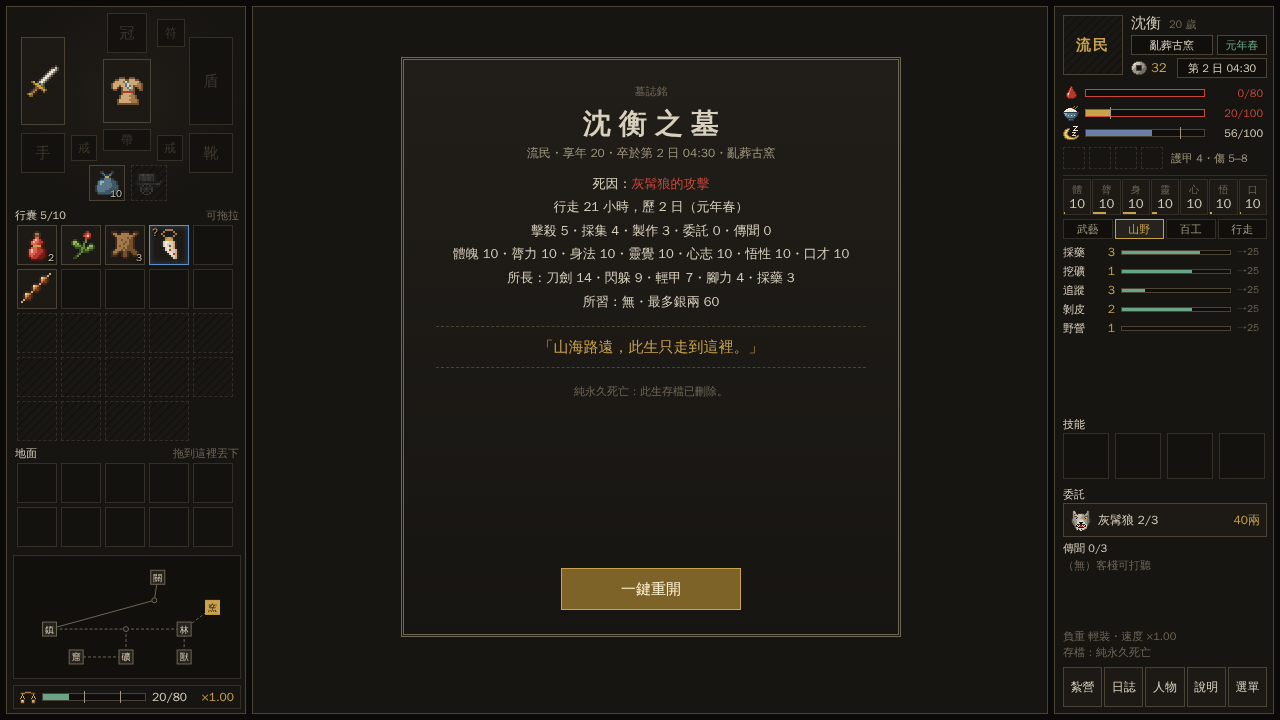 冠
符
盾
手
戒
帶
戒
靴
10
行囊 5/10
可拖拉
2
3
?
地面
拖到這裡丟下
關
窯
鎮
林
窟
礦
獸
20/80
×1.00
墓誌銘
沈衡之墓
流民・享年 20・卒於第 2 日 04:30・亂葬古窯
死因：灰髯狼的攻擊
行走 21 小時，歷 2 日（元年春）
擊殺 5・採集 4・製作 3・委託 0・傳聞 0
體魄 10・膂力 10・身法 10・靈覺 10・心志 10・悟性 10・口才 10
所長：刀劍 14・閃躲 9・輕甲 7・腳力 4・採藥 3
所習：無・最多銀兩 60
「山海路遠，此生只走到這裡。」
純永久死亡：此生存檔已刪除。
一鍵重開
流民
沈衡 20 歲
亂葬古窯
元年春
32
第 2 日 04:30
0/80
20/100
56/100
護甲 4・傷 5–8
體 膂 身 靈 心 悟 口
10 10 10 10 10 10 10
武藝 山野 百工 行走
採藥 3 →25
挖礦 1 →25
追蹤 3 →25
剝皮 2 →25
野營 1 →25
技能
委託
灰髯狼 2/3 40兩
傳聞 0/3
（無）客棧可打聽
負重 輕裝・速度 ×1.00
存檔：純永久死亡
紮營 日誌 人物 說明 選單